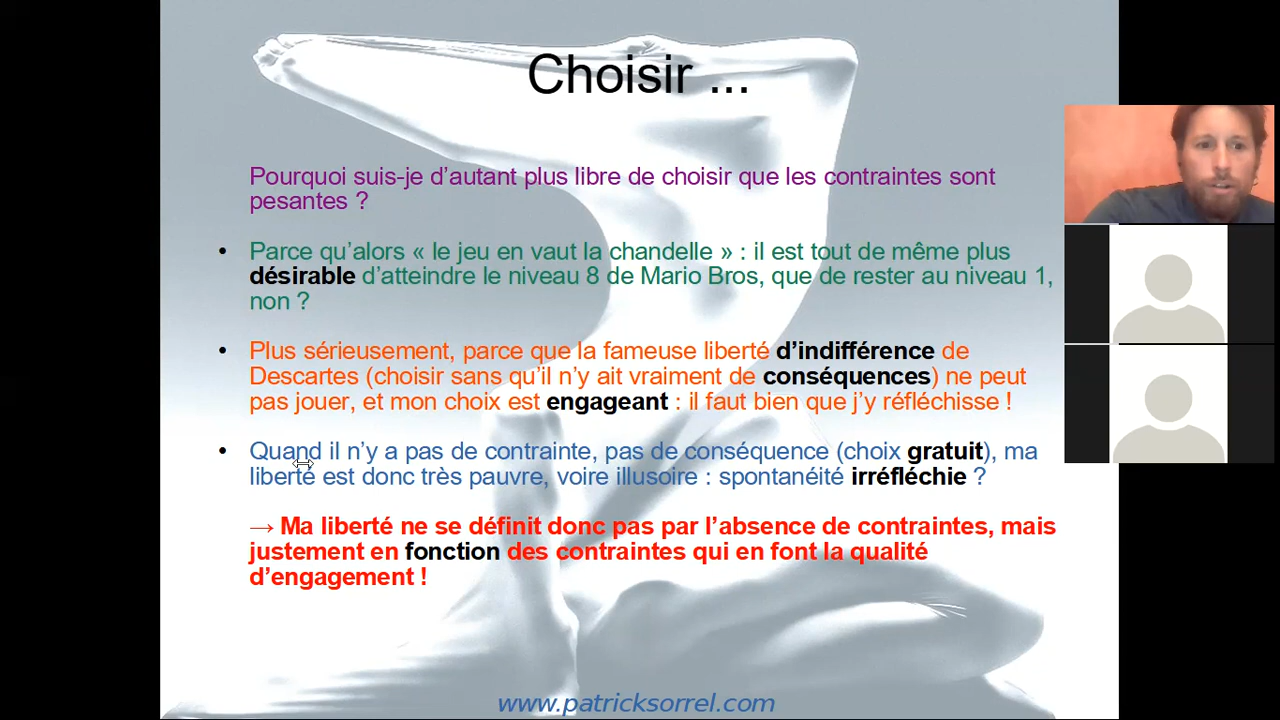 Choisir ...
Pourquoi suis-je d’autant plus libre de choisir que les contraintes sont
pesantes ?
• Parce qu’alors « le jeu en vaut la chandelle » : il est tout de même plus
désirable d’atteindre le niveau 8 de Mario Bros, que de rester au niveau 1,
non ?
• Plus sérieusement, parce que la fameuse liberté d’indifférence de
Descartes (choisir sans qu’il n’y ait vraiment de conséquences) ne peut
pas jouer, et mon choix est engageant : il faut bien que j’y réfléchisse !
• Quand il n’y a pas de contrainte, pas de conséquence (choix gratuit), ma
liberté est donc très pauvre, voire illusoire : spontanéité irréfléchie ?
→ Ma liberté ne se définit donc pas par l’absence de contraintes, mais
justement en fonction des contraintes qui en font la qualité
d’engagement !
www.patricksorrel.com